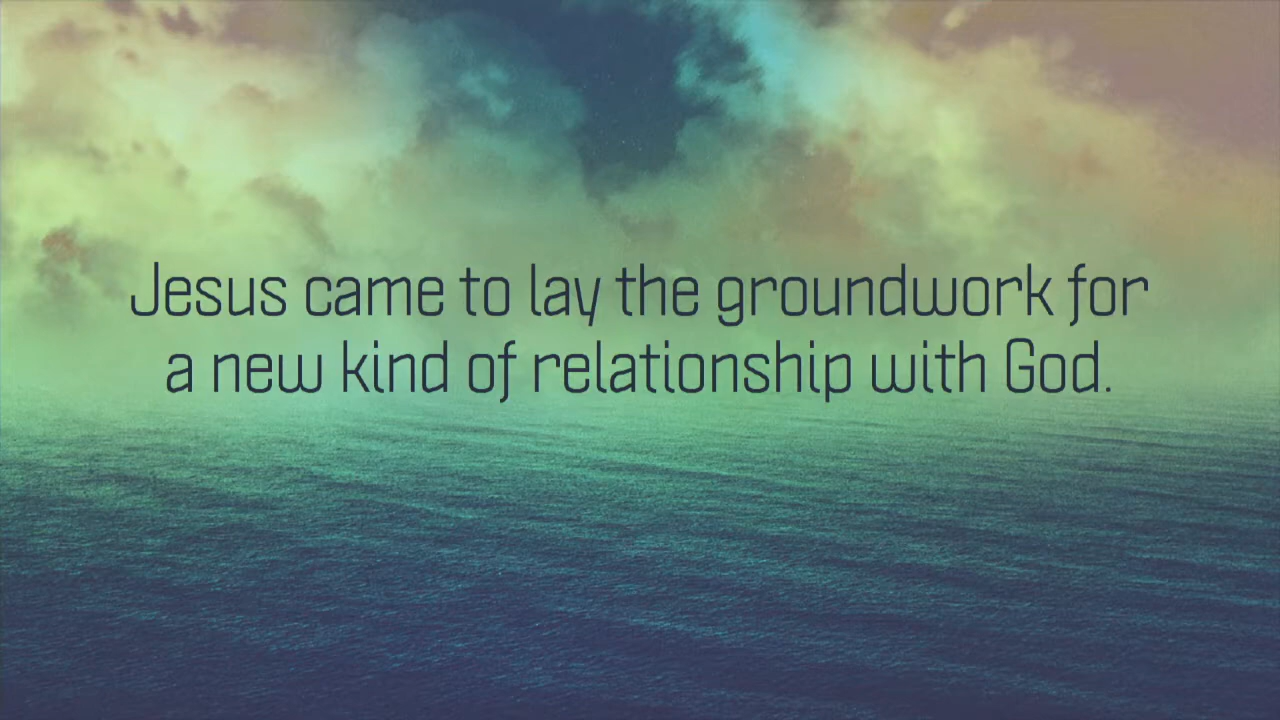 Jesus came to lay the groundwork for
a new kind of relationship with God.